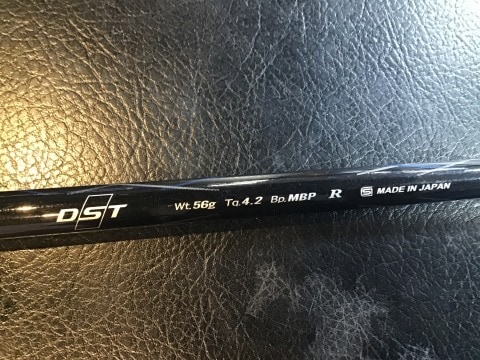 DST Wt.56g Tq.4.2 Bp.MBP R S MADE IN JAPAN